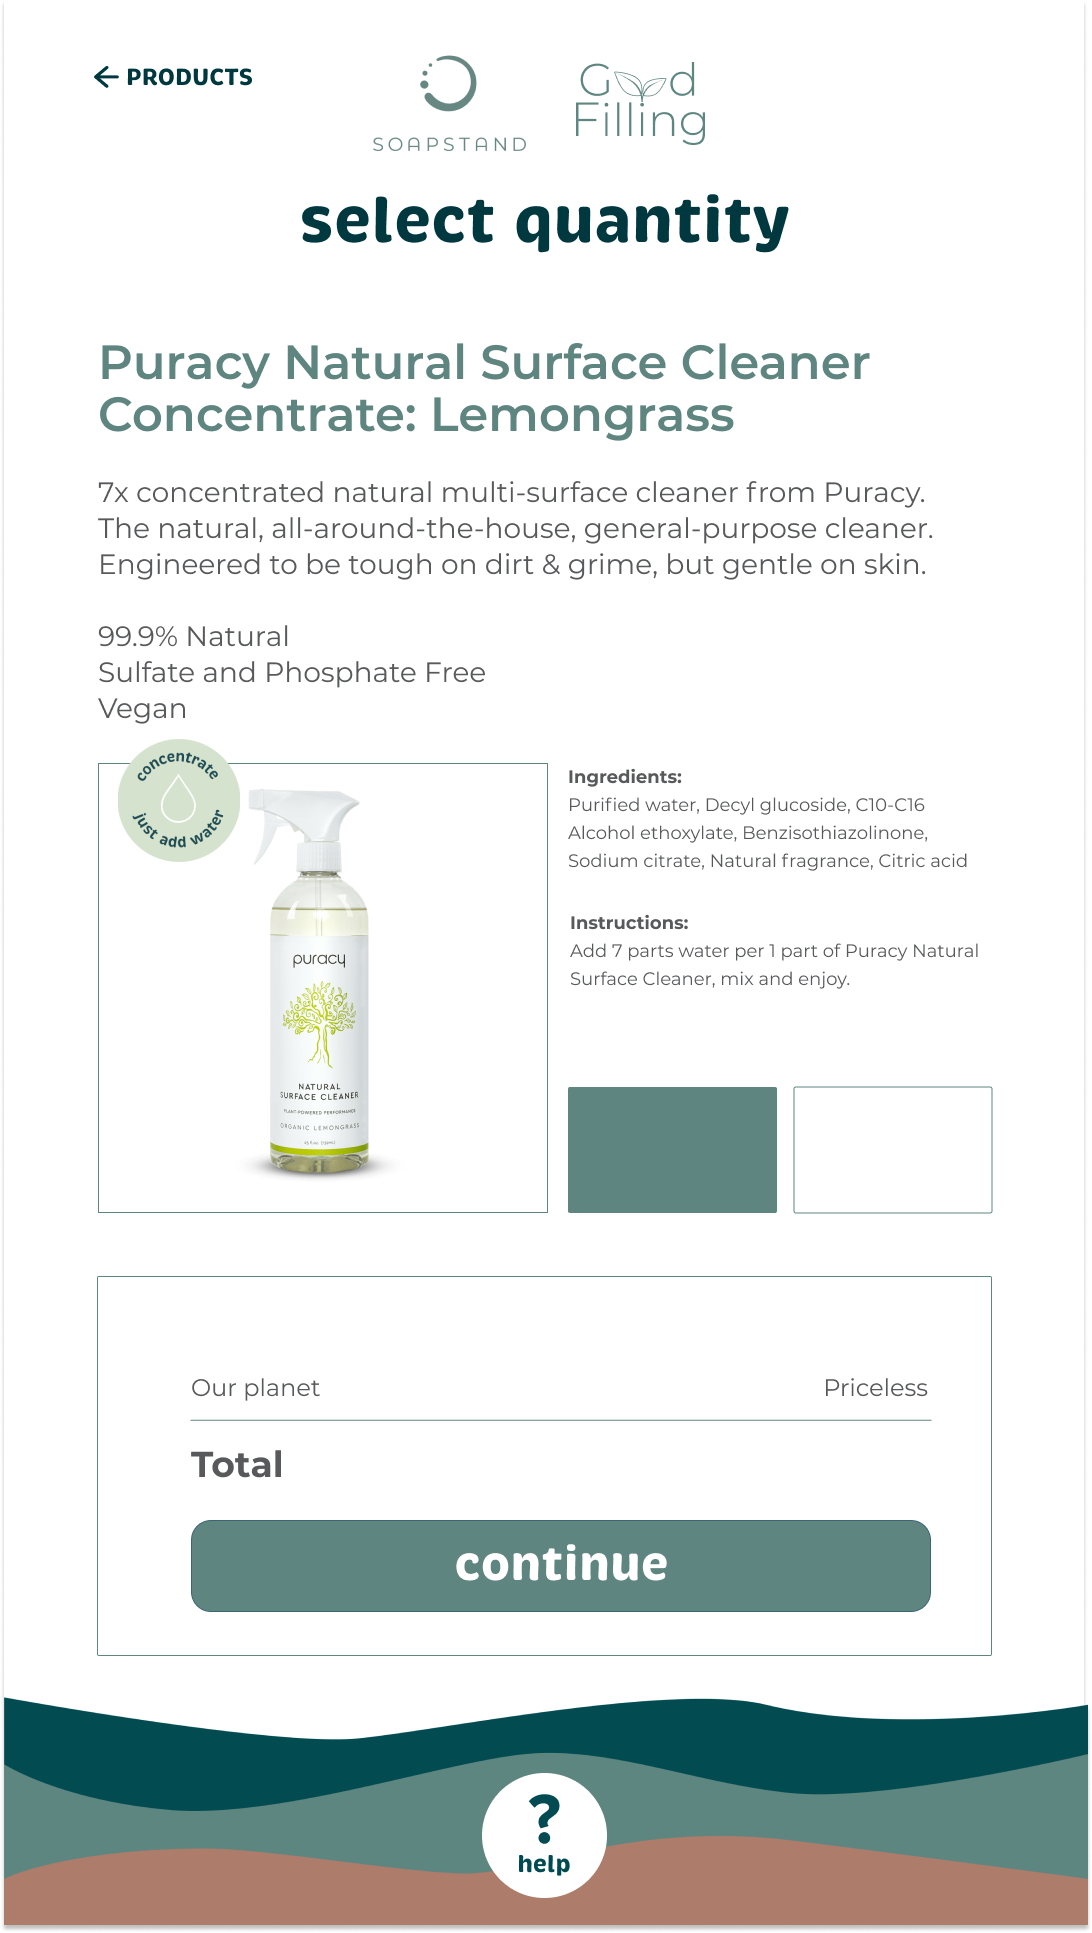 ← PRODUCTS
SOAPSTAND
Good
Filling
select quantity
Puracy Natural Surface Cleaner
Concentrate: Lemongrass
7x concentrated natural multi-surface cleaner from Puracy.
The natural, all-around-the-house, general-purpose cleaner.
Engineered to be tough on dirt & grime, but gentle on skin.
99.9% Natural
Sulfate and Phosphate Free
Vegan
concentrate
just add water
puracy
NATURAL
SURFACE CLEANER
PLANT-POWERED PERFORMANCE
ORGANIC LEMONGRASS
Ingredients:
Purified water, Decyl glucoside, C10-C16
Alcohol ethoxylate, Benzisothiazolinone,
Sodium citrate, Natural fragrance, Citric acid
Instructions:
Add 7 parts water per 1 part of Puracy Natural
Surface Cleaner, mix and enjoy.
Our planet Priceless
Total
continue
?
help